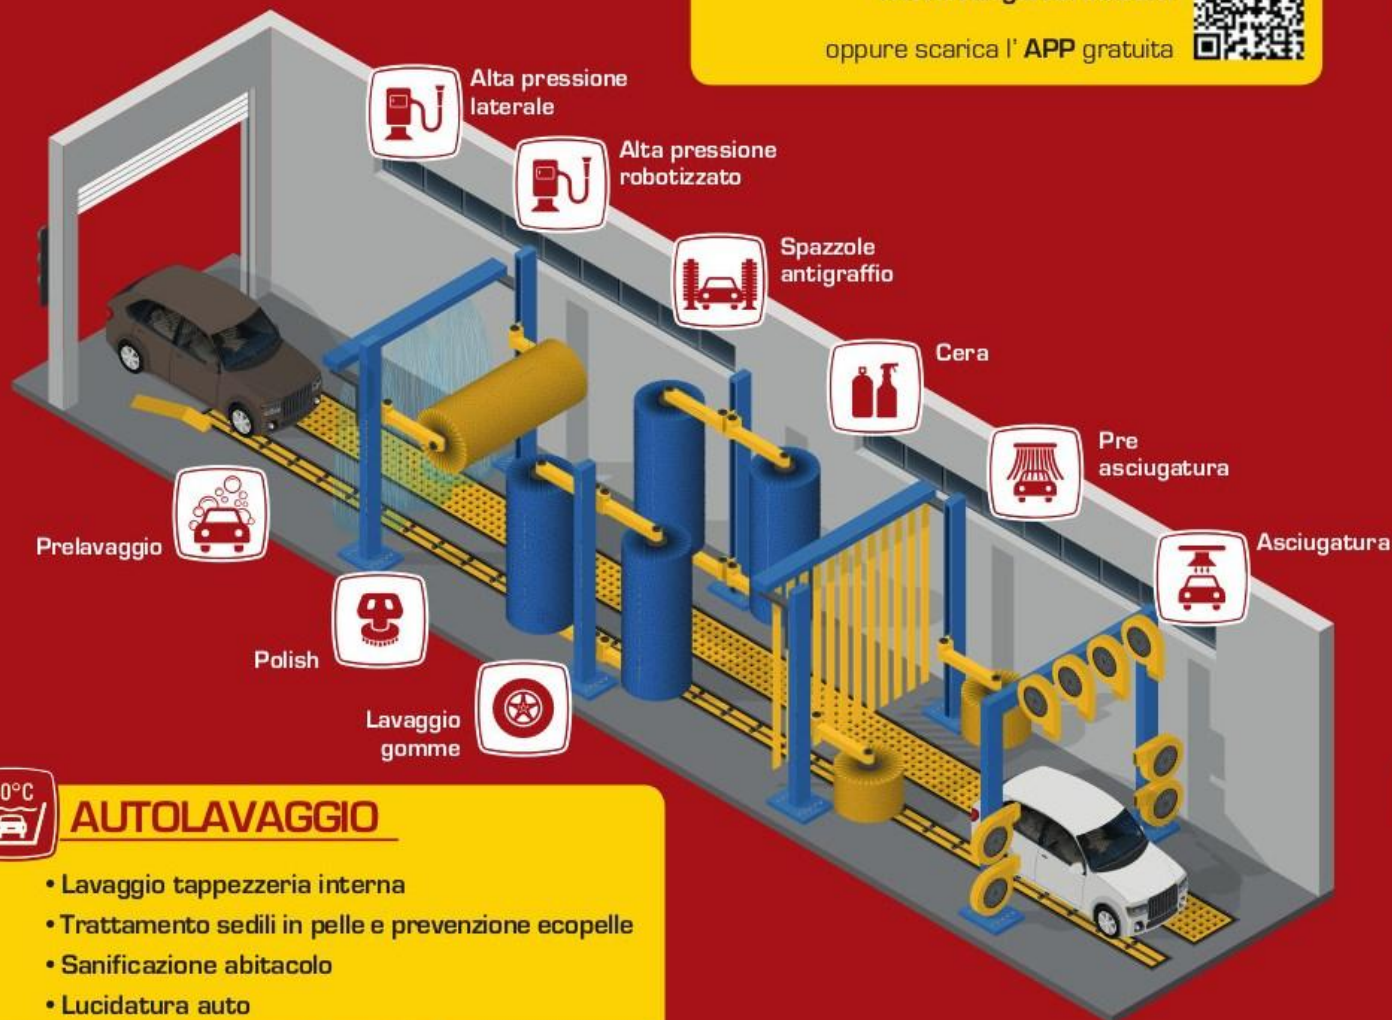 oppure scarica l' APP gratuita
Alta pressione
laterale
Alta pressione
robotizzato
Spazzole
antigraffio
Cera
Pre
asciugatura
Asciugatura
Prelavaggio
Polish
Lavaggio
gomme
0°C
AUTOLAVAGGIO
• Lavaggio tappezzeria interna
• Trattamento sedili in pelle e prevenzione ecopelle
• Sanificazione abitacolo
• Lucidatura auto